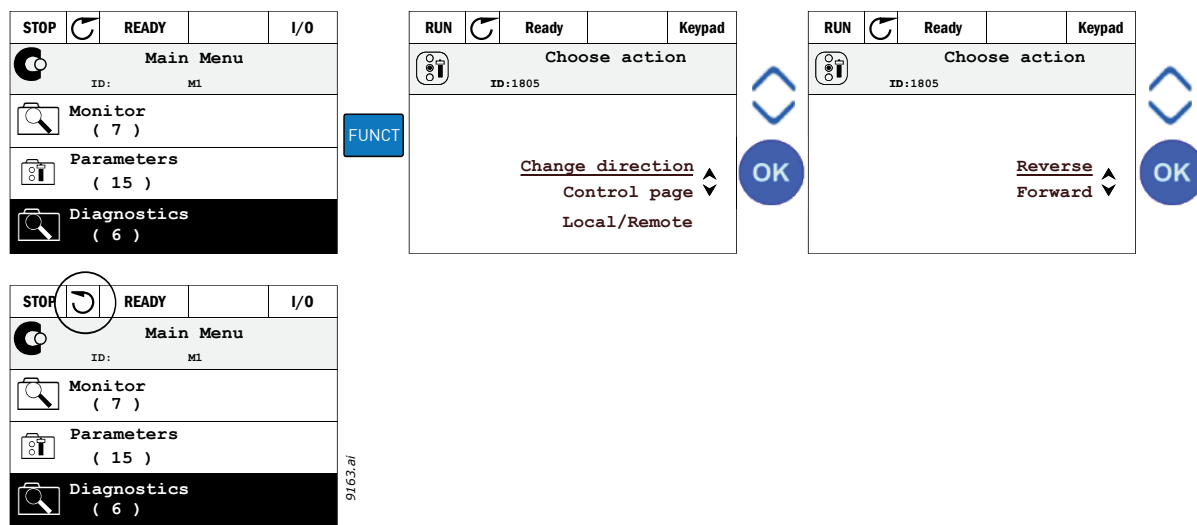 STOP READY I/O
Main Menu
ID: M1
Monitor
( 7 )
Parameters
( 15 )
Diagnostics
( 6 )
FUNCT
RUN Ready Keypad
Choose action
ID:1805
Change direction
Control page
Local/Remote
OK
RUN Ready Keypad
Choose action
ID:1805
Reverse
Forward
OK
STOP READY I/O
Main Menu
ID: M1
Monitor
( 7 )
Parameters
( 15 )
Diagnostics
( 6 )
9163.ai